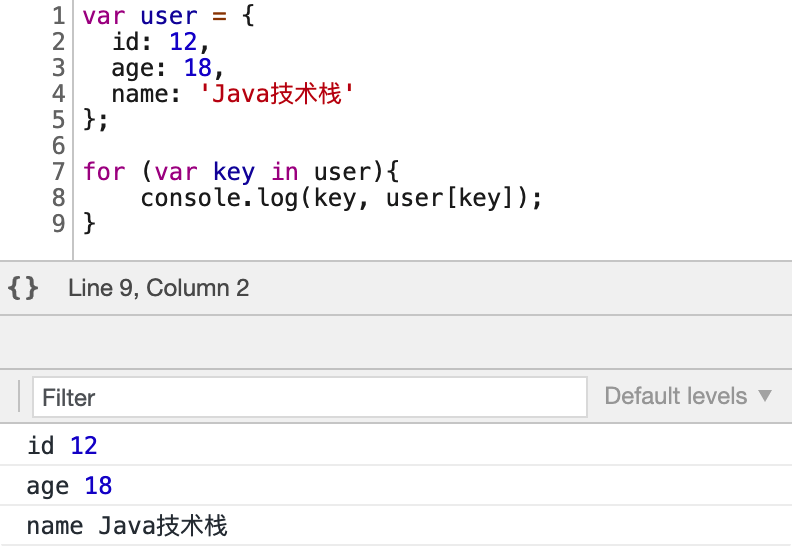 1 var user = {
2   id: 12,
3   age: 18,
4   name: 'Java技术栈'
5 };
6
7 for (var key in user){
8     console.log(key, user[key]);
9 }
{} Line 9, Column 2
Filter Default levels ▼
id 12
age 18
name Java技术栈